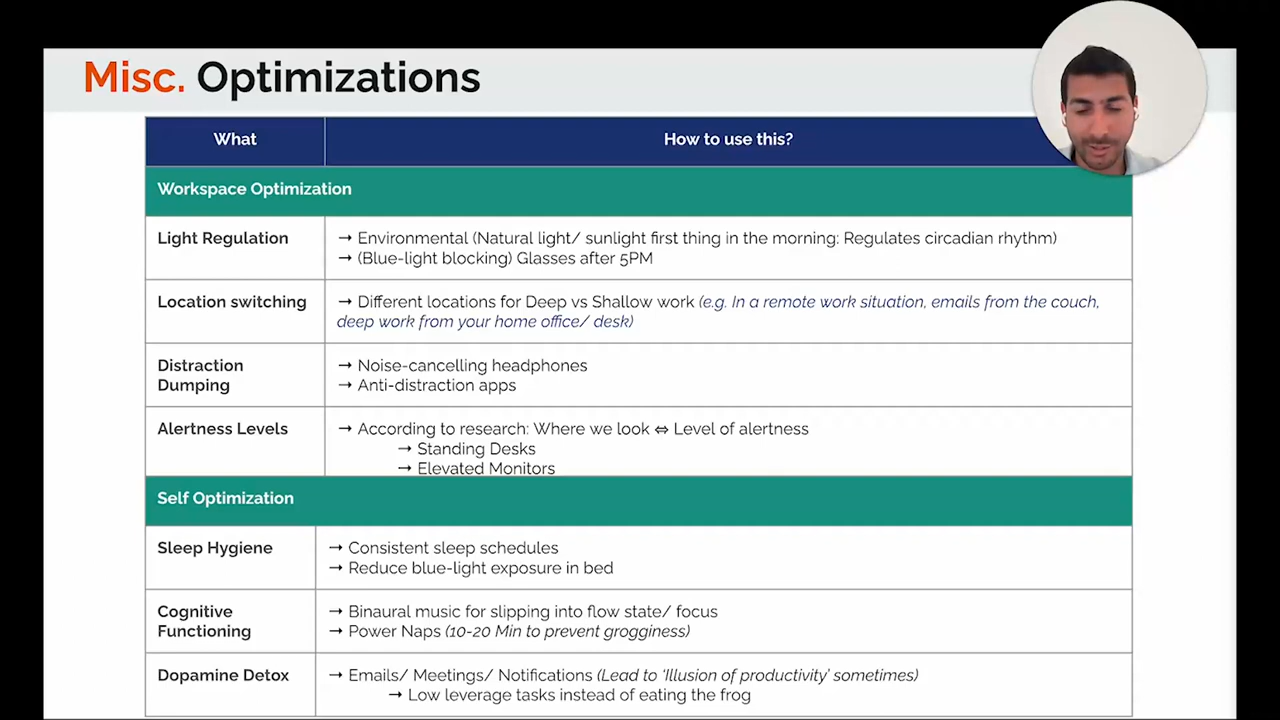 Misc. Optimizations
What
How to use this?
Workspace Optimization
Light Regulation
→ Environmental (Natural light/ sunlight first thing in the morning: Regulates circadian rhythm)
→ (Blue-light blocking) Glasses after 5PM
Location switching
→ Different locations for Deep vs Shallow work (e.g. In a remote work situation, emails from the couch,
deep work from your home office/ desk)
Distraction
Dumping
→ Noise-cancelling headphones
→ Anti-distraction apps
Alertness Levels
→ According to research: Where we look ⇔ Level of alertness
→ Standing Desks
→ Elevated Monitors
Self Optimization
Sleep Hygiene
→ Consistent sleep schedules
→ Reduce blue-light exposure in bed
Cognitive
Functioning
→ Binaural music for slipping into flow state/ focus
→ Power Naps (10-20 Min to prevent grogginess)
Dopamine Detox
→ Emails/ Meetings/ Notifications (Lead to ‘Illusion of productivity’ sometimes)
→ Low leverage tasks instead of eating the frog